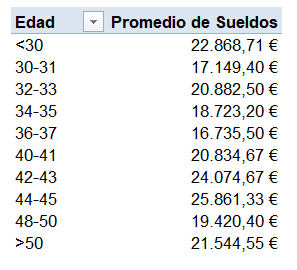 Edad Promedio de Sueldos
<30 22.868,71 €
30-31 17.149,40 €
32-33 20.882,50 €
34-35 18.723,20 €
36-37 16.735,50 €
40-41 20.834,67 €
42-43 24.074,67 €
44-45 25.861,33 €
48-50 19.420,40 €
>50 21.544,55 €